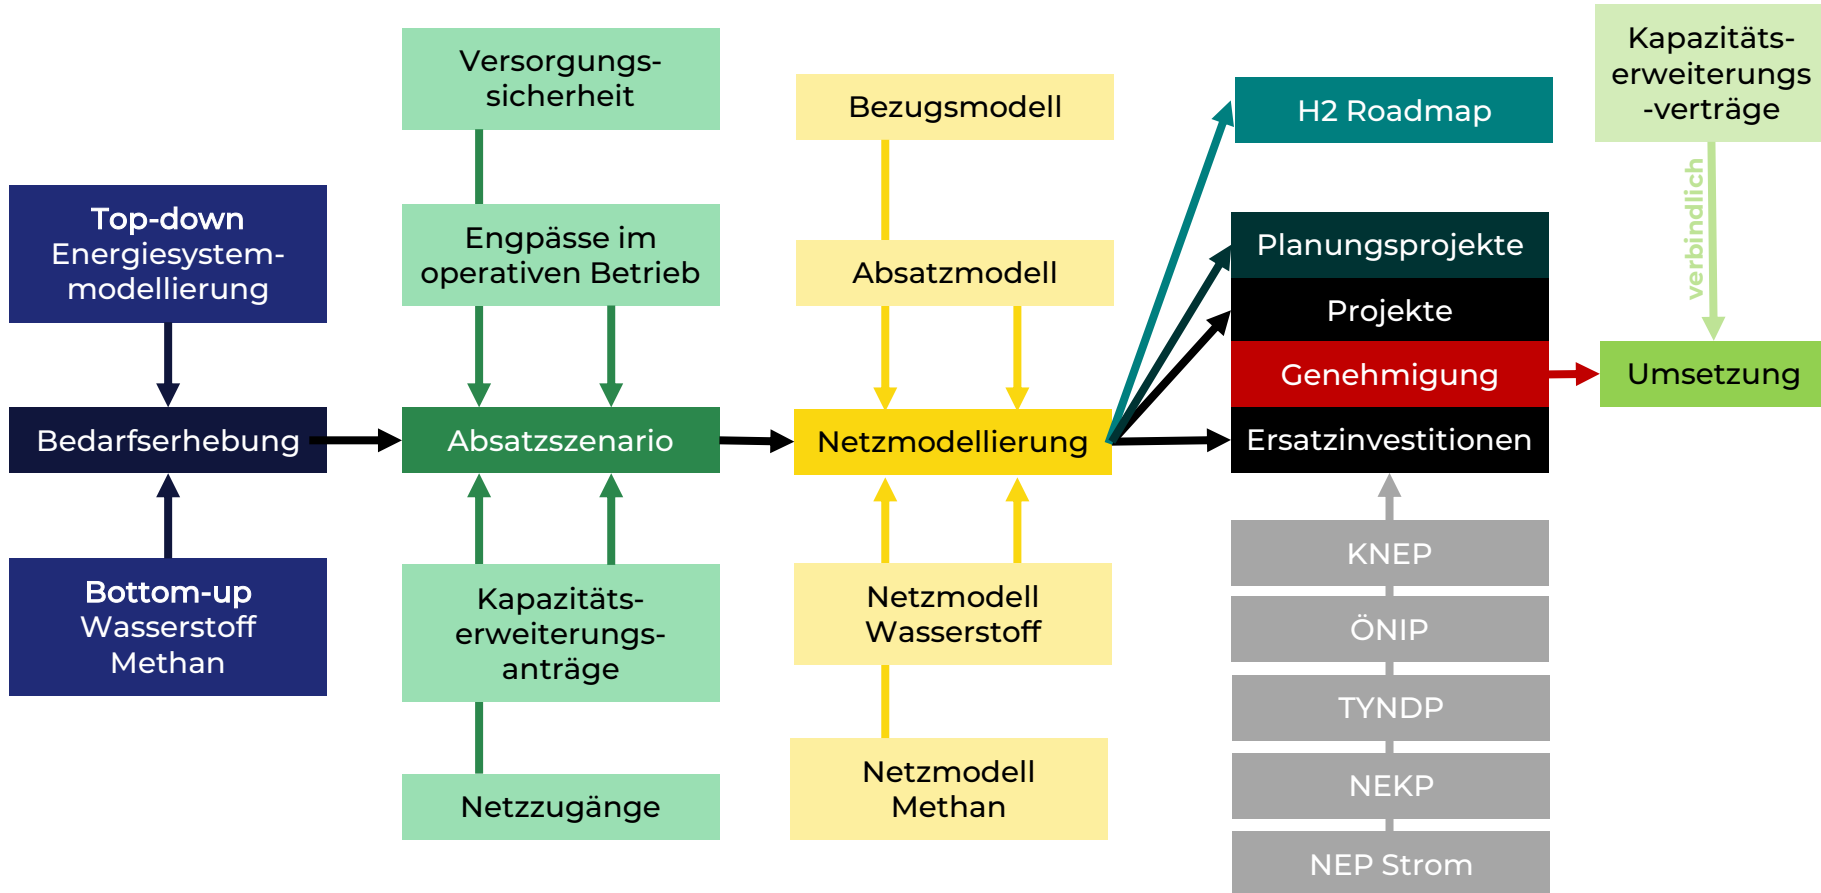 Top-down
Energiesystem-
modellierung
Bedarfserhebung
Bottom-up
Wasserstoff
Methan
Versorgungs-
sicherheit
Engpässe im
operativen Betrieb
Absatzszenario
Kapazitäts-
erweiterungs-
anträge
Netzzugänge
Bezugsmodell
Absatzmodell
Netzmodellierung
Netzmodell
Wasserstoff
Netzmodell
Methan
H2 Roadmap
Planungsprojekte
Projekte
Genehmigung
Ersatzinvestitionen
KNEP
ÖNIP
TYNDP
NEKP
NEP Strom
Kapazitäts-
erweiterungs
-verträge
verbindlich
Umsetzung